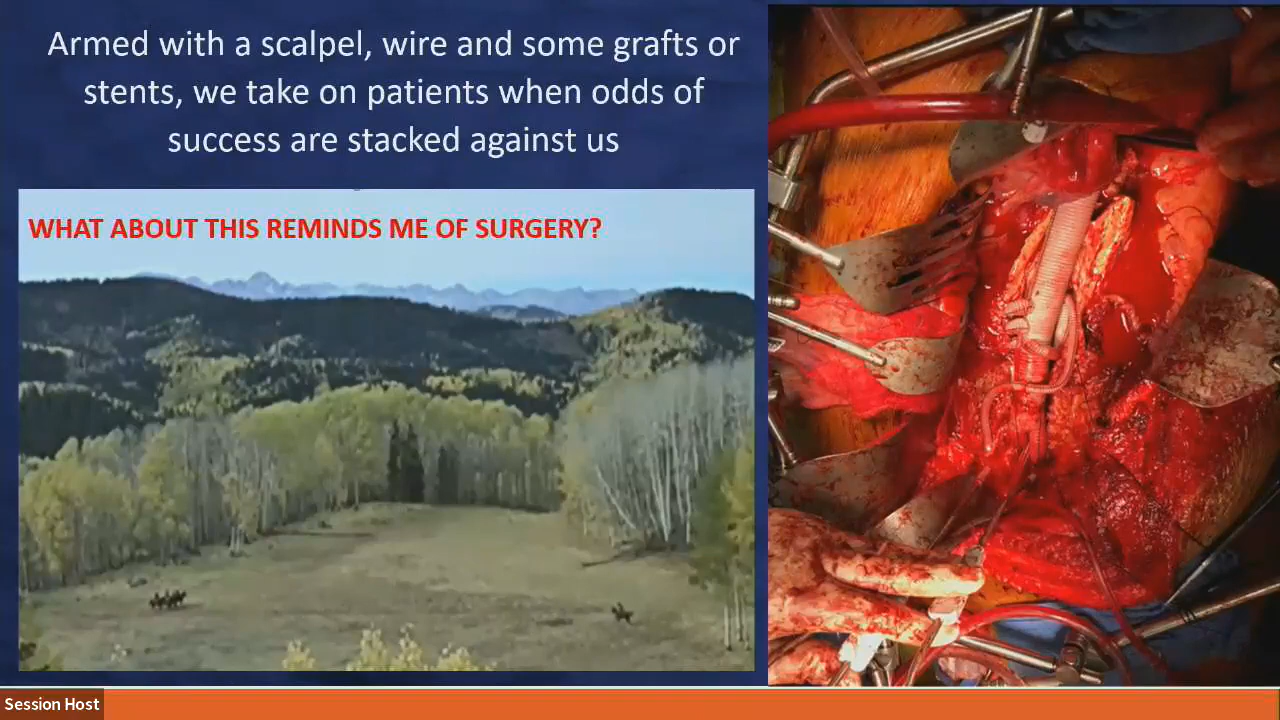 Armed with a scalpel, wire and some grafts or
stents, we take on patients when odds of
success are stacked against us
WHAT ABOUT THIS REMINDS ME OF SURGERY?
Session Host